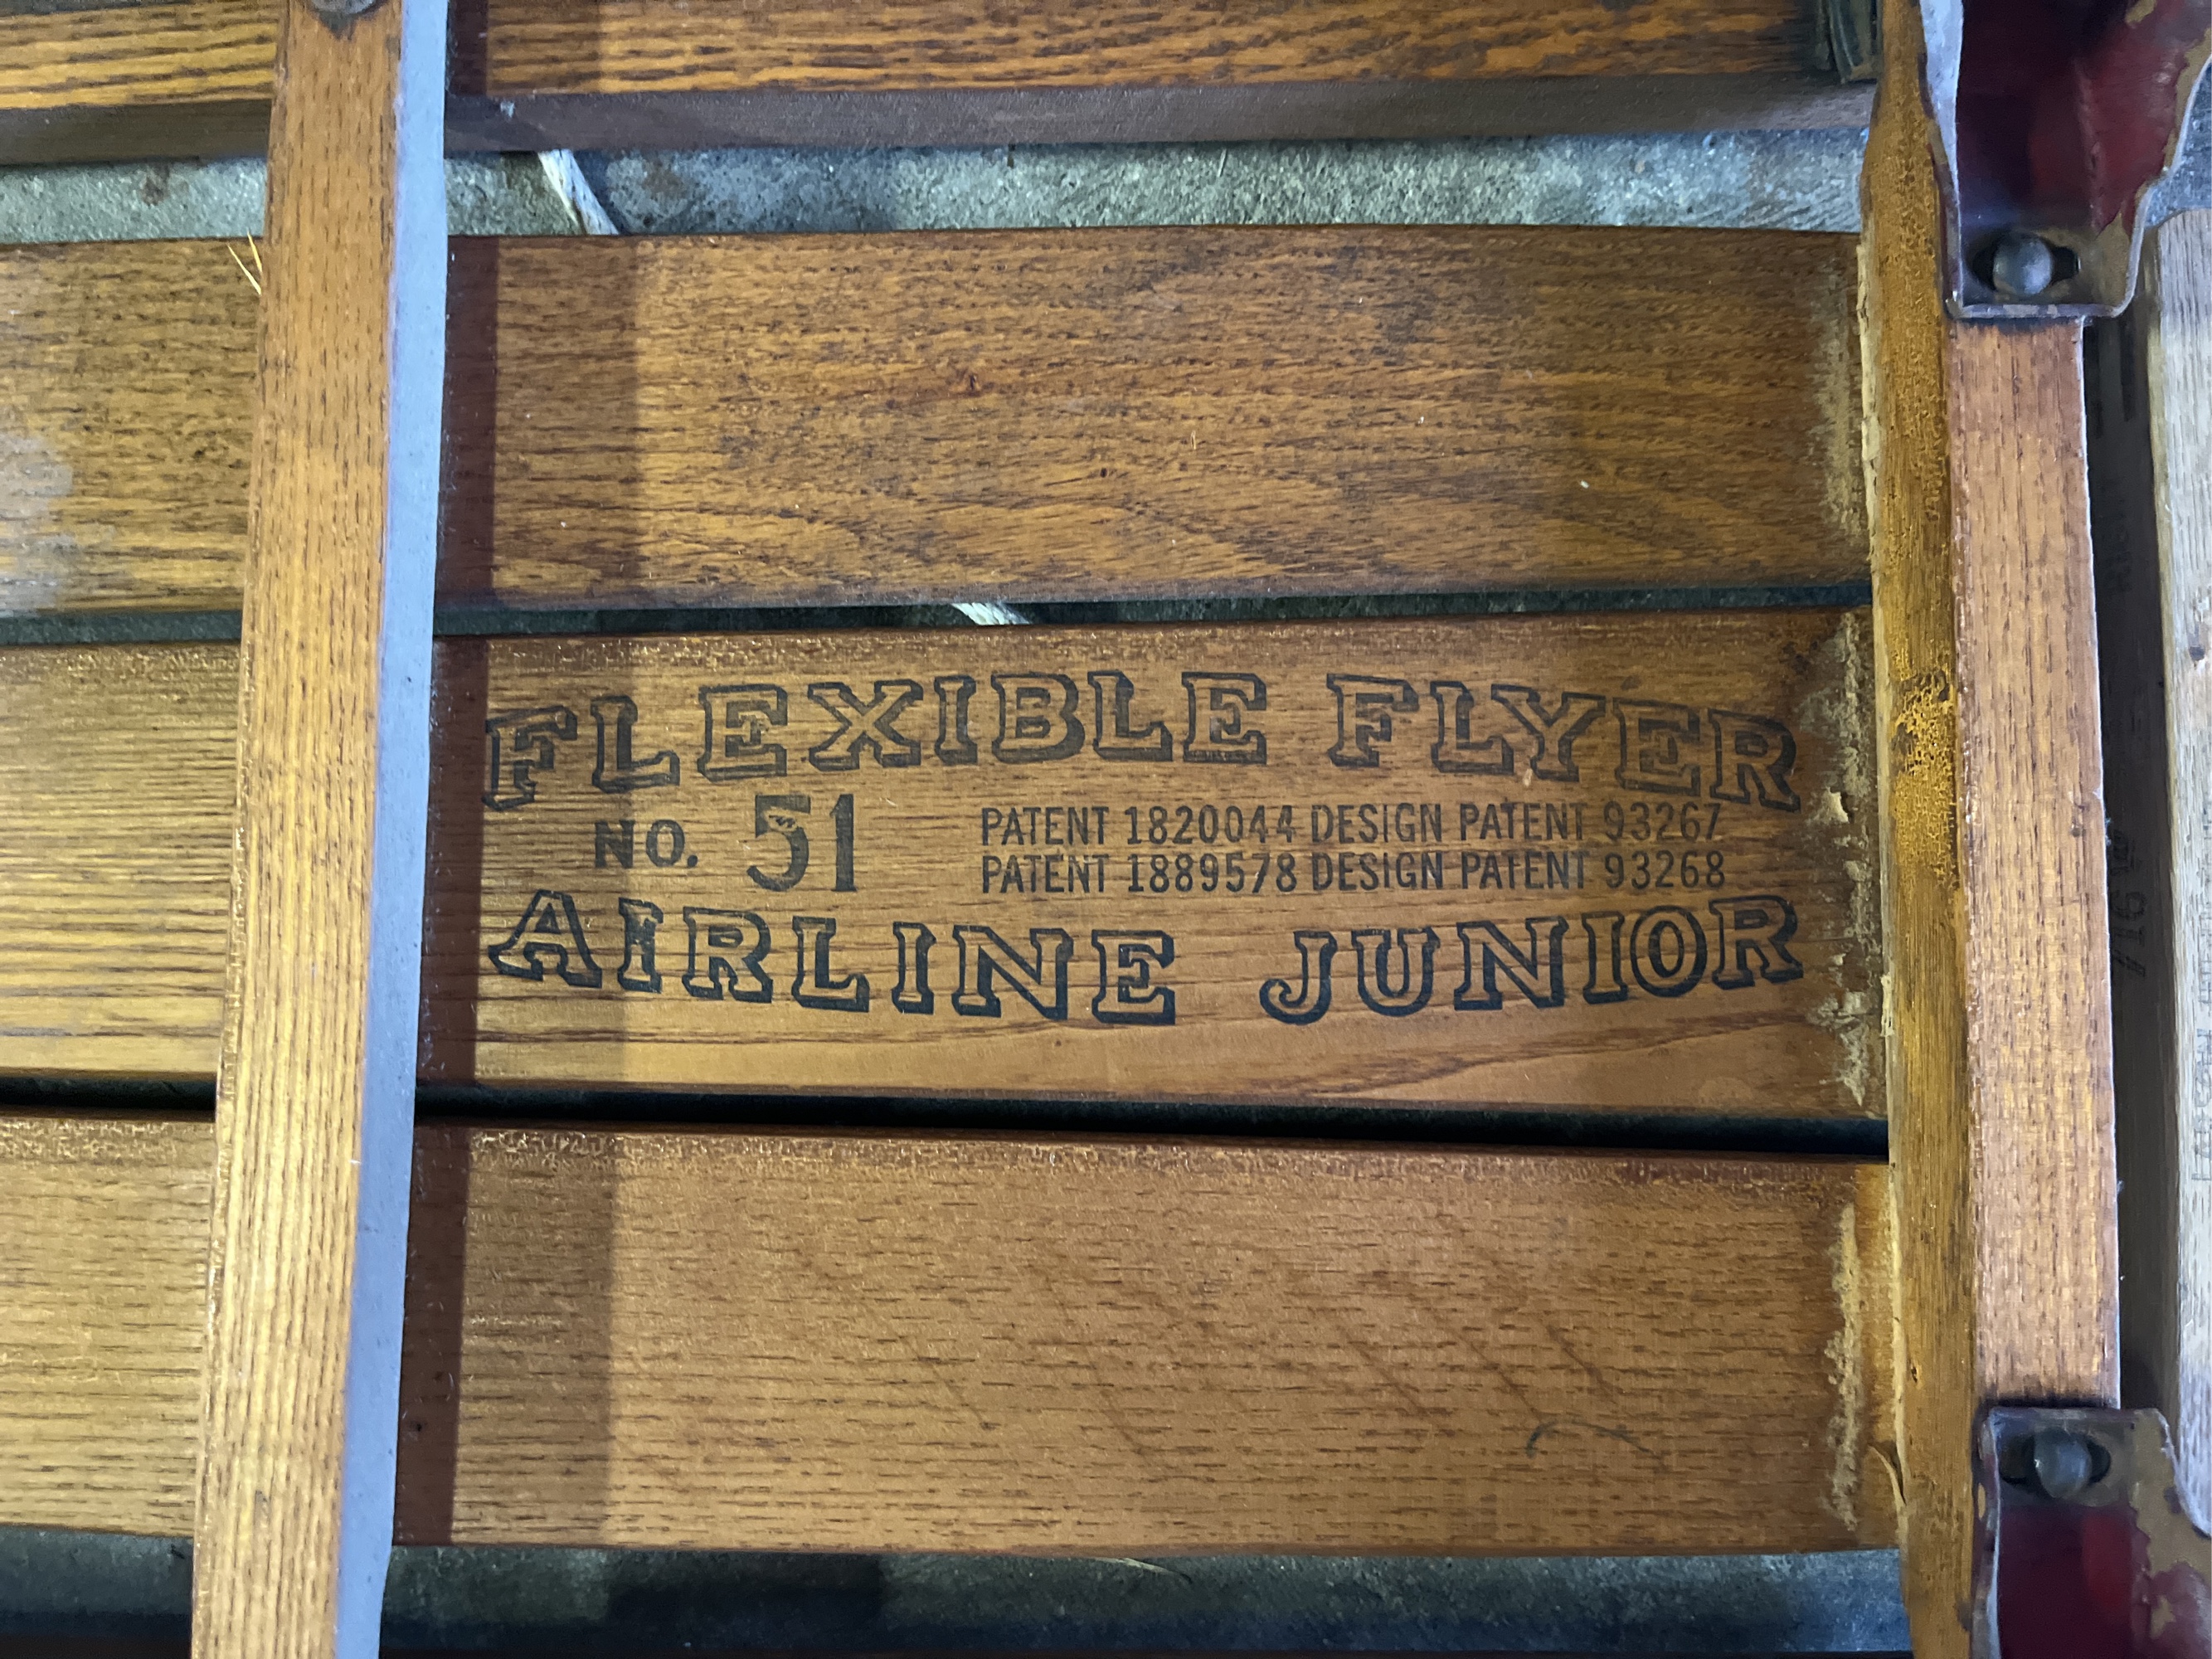 FLEXIBLE FLYER
NO. 51
PATENT 1820044 DESIGN PATENT 93267
PATENT 1889578 DESIGN PATENT 93268
AIRLINE JUNIOR